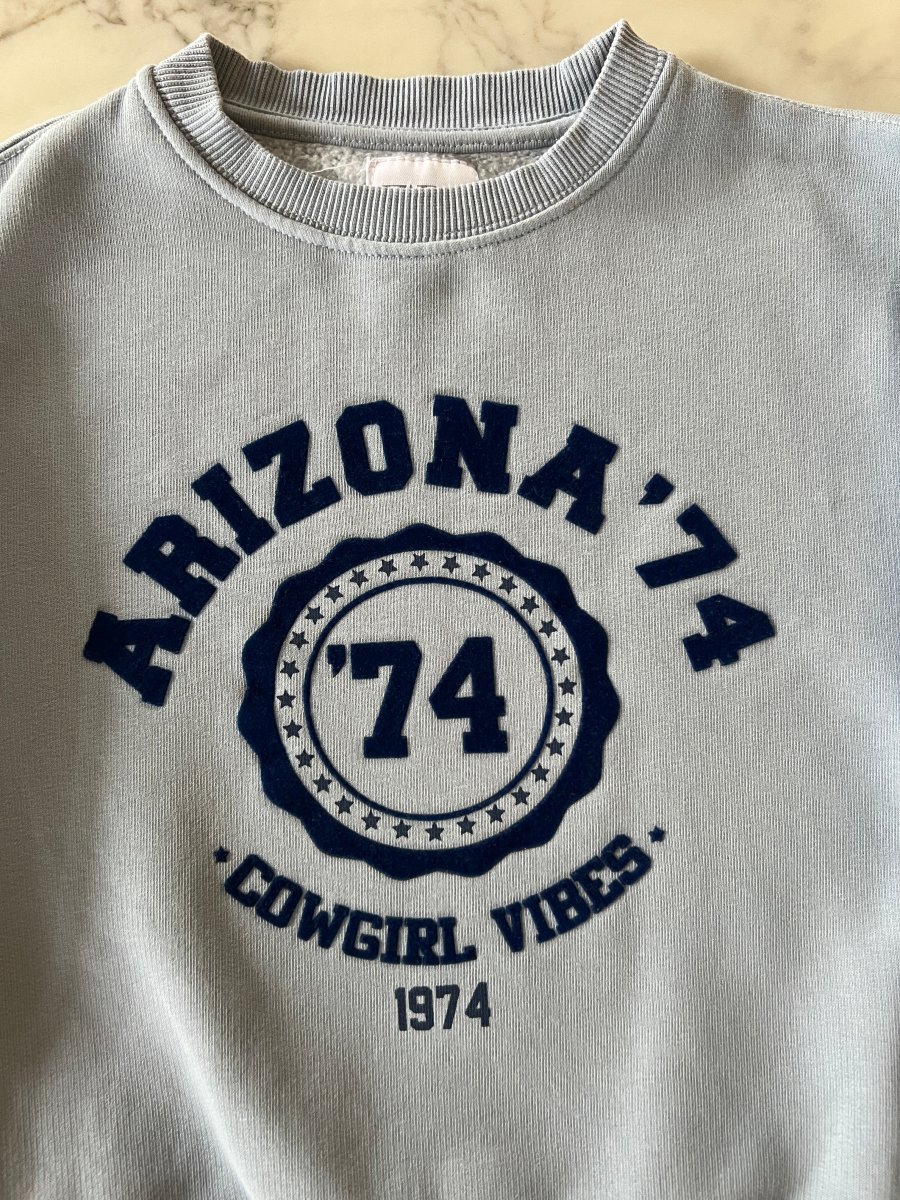 ARIZONA '74
'74
COWGIRL VIBES
1974